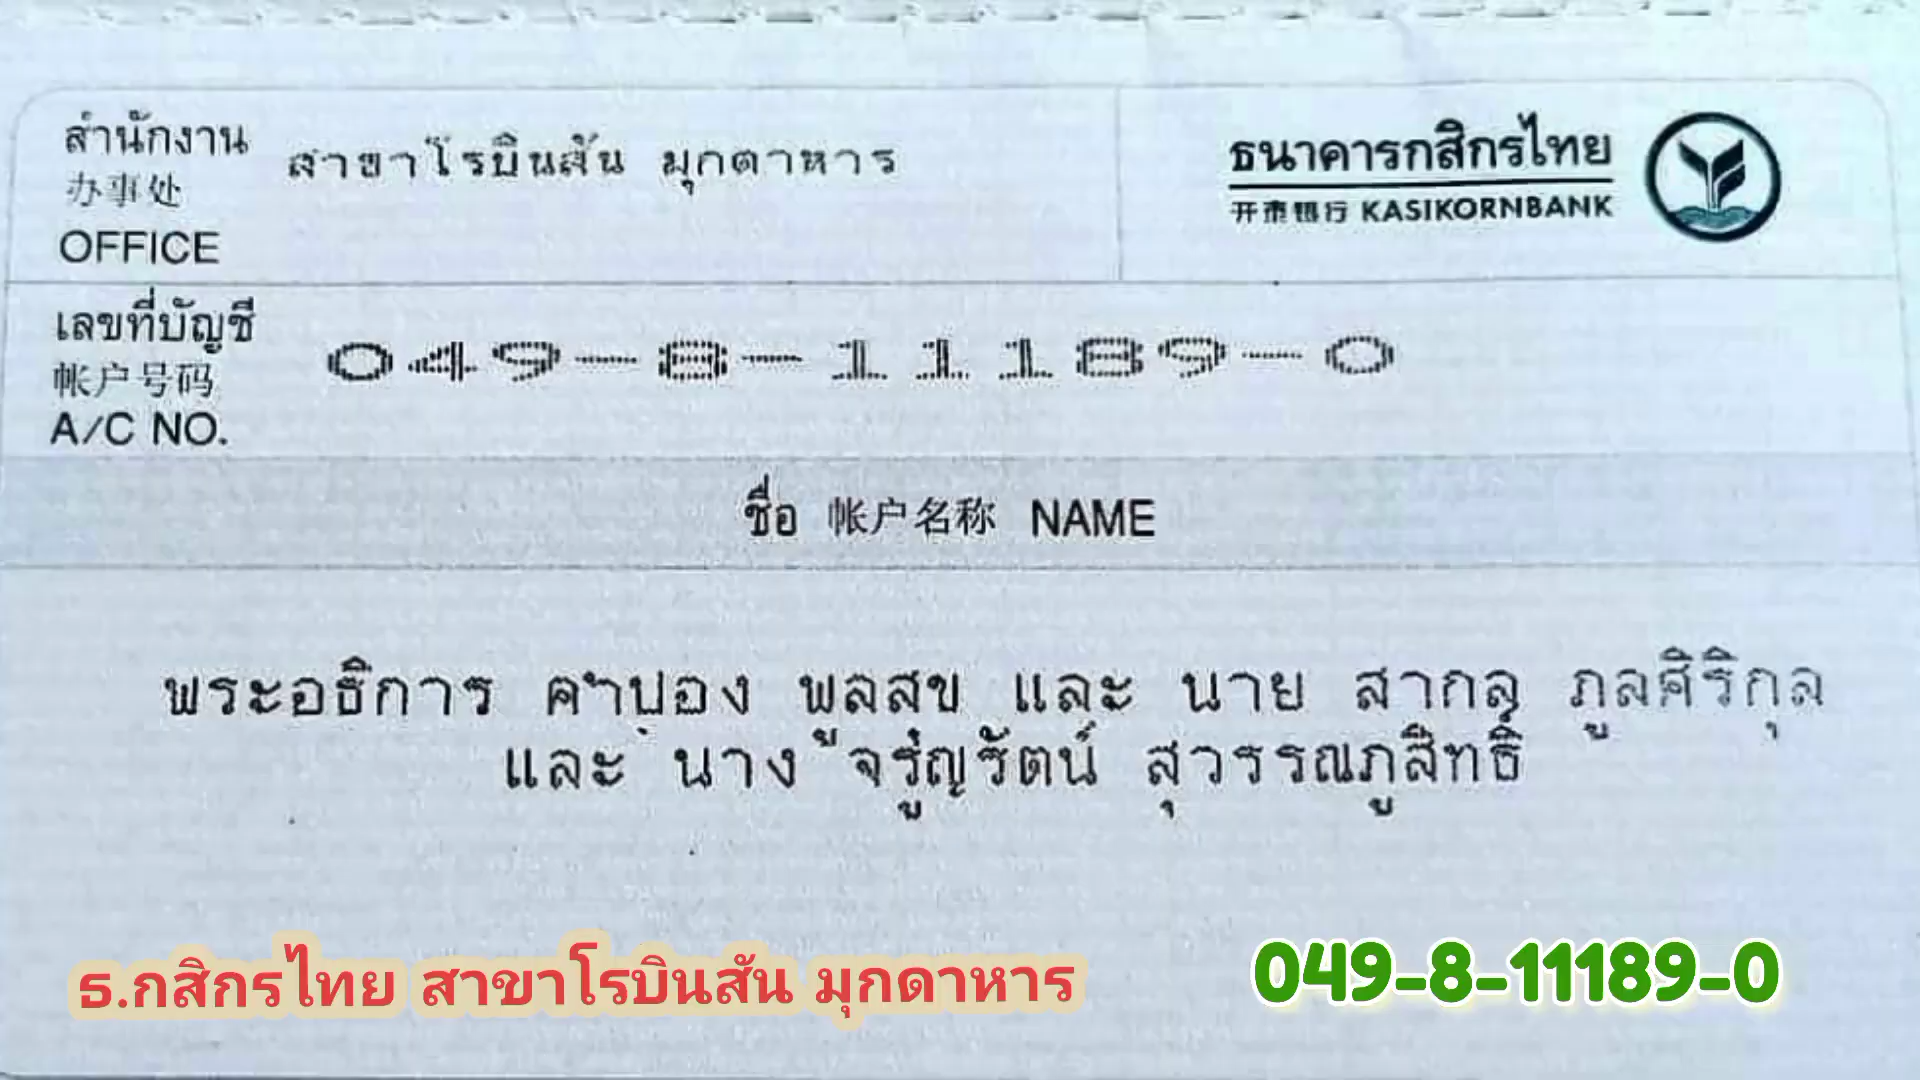 สำนักงาน สาขาโรบินสัน มุกดาหาร
办事处
OFFICE
ธนาคารกสิกรไทย
开泰银行 KASIKORNBANK
เลขที่บัญชี
帐户号码 049-8-11189-0
A/C NO.
ชื่อ 帐户名称 NAME
พระอธิการ คำปอง พูลสุข และ นาย สากล ภูลศิริกุล
และ นาง จรูญรัตน์ สุวรรณภูสิทธิ์
ธ.กสิกรไทย สาขาโรบินสัน มุกดาหาร 049-8-11189-0